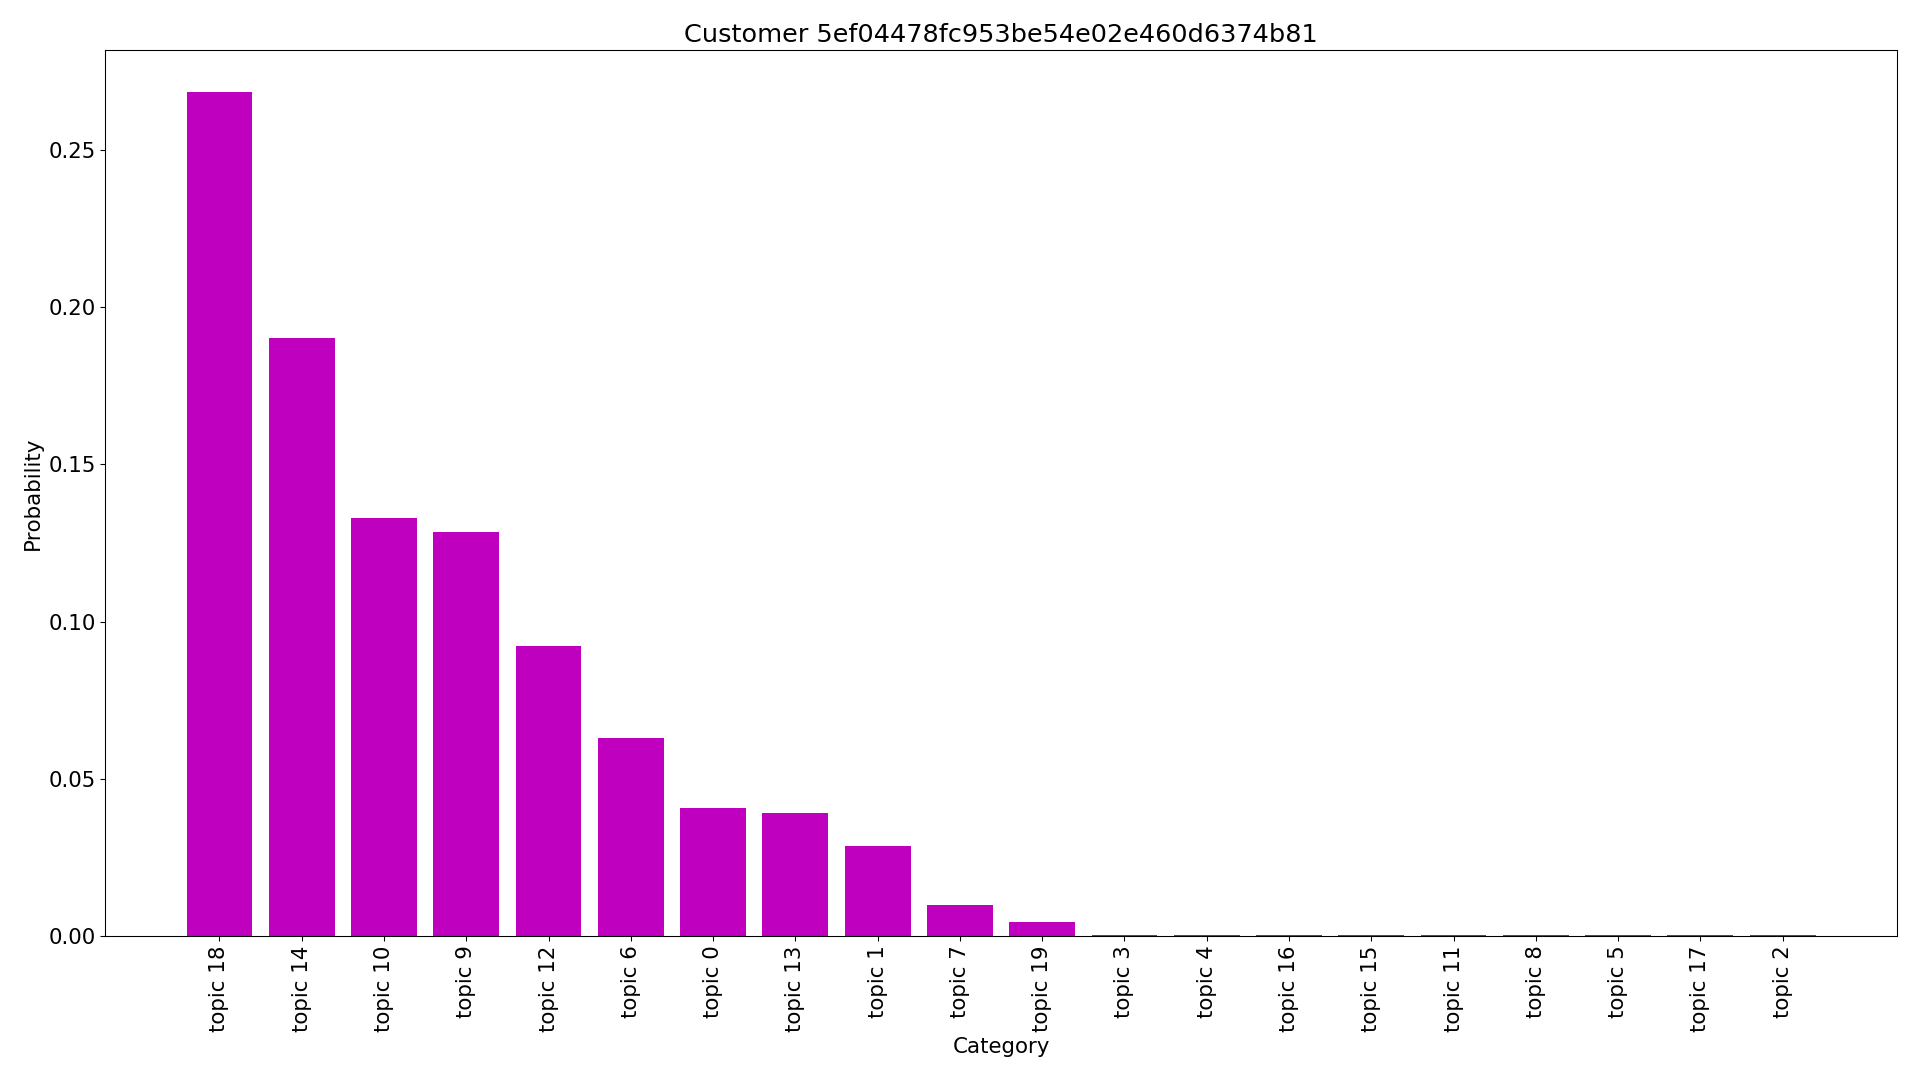 Customer 5ef04478fc953be54e02e460d6374b81
Probability
0.25
0.20
0.15
0.10
0.05
0.00
topic 18
topic 14
topic 10
topic 9
topic 12
topic 6
topic 0
topic 13
topic 1
topic 7
topic 19
topic 3
topic 4
topic 16
topic 15
topic 11
topic 8
topic 5
topic 17
topic 2
Category